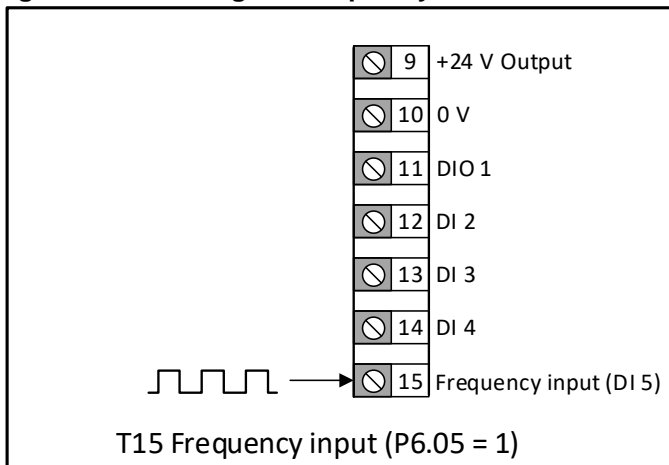 9 +24 V Output
10 0 V
11 DIO 1
12 DI 2
13 DI 3
14 DI 4
15 Frequency input (DI 5)
T15 Frequency input (P6.05 = 1)